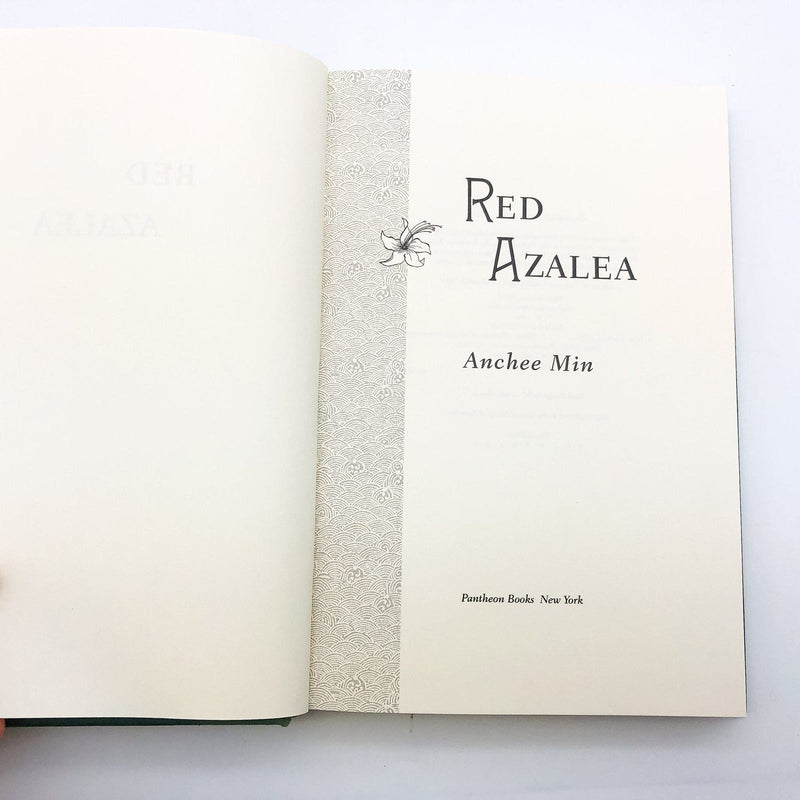 RED
AZALEA
Anchee Min
Pantheon Books New York